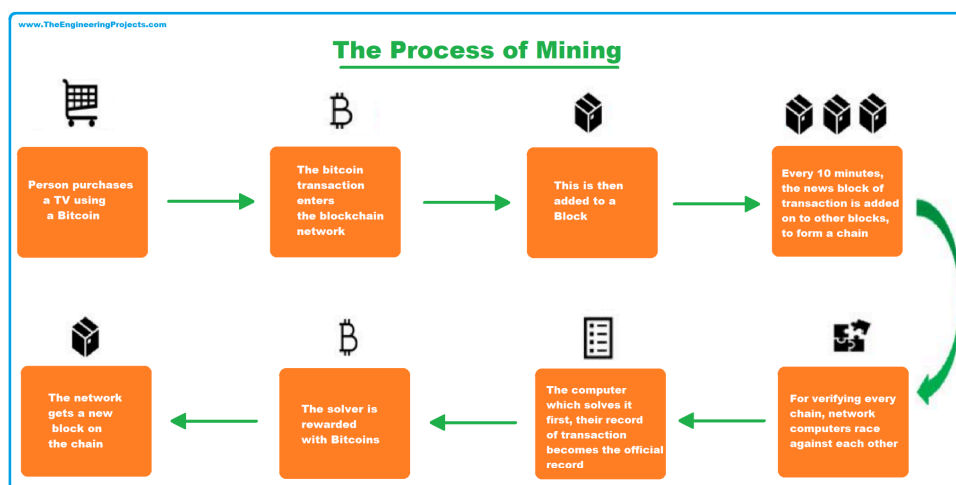 www.TheEngineeringProjects.com
The Process of Mining
Person purchases
a TV using
a Bitcoin
The bitcoin
transaction
enters
the blockchain
network
This is then
added to a
Block
Every 10 minutes,
the news block of
transaction is added
on to other blocks,
to form a chain
For verifying every
chain, network
computers race
against each other
The computer
which solves it
first, their record
of transaction
becomes the official
record
The solver is
rewarded
with Bitcoins
The network
gets a new
block on
the chain